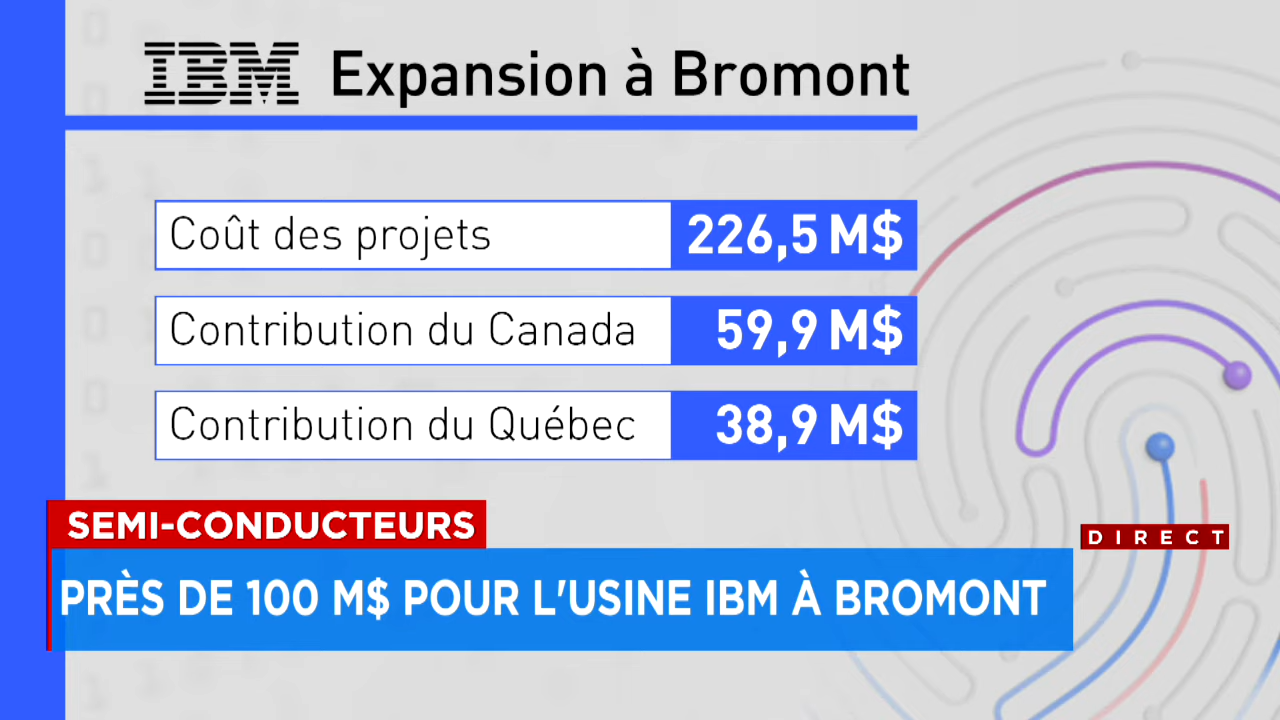 IBM Expansion à Bromont
Coût des projets 226,5 M$
Contribution du Canada 59,9 M$
Contribution du Québec 38,9 M$
SEMI-CONDUCTEURS
DIRECT
PRÈS DE 100 M$ POUR L'USINE IBM À BROMONT